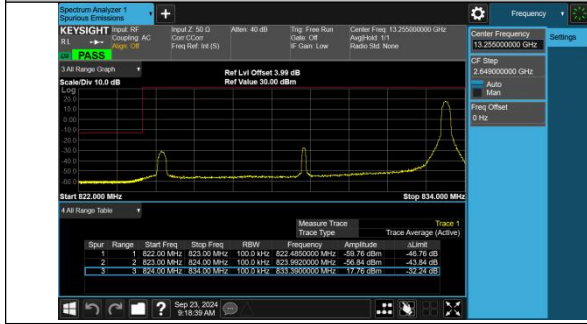 Spectrum Analyzer 1
Spurious Emissions
Frequency
KEYSIGHT Input: RF
Coupling: AC
Align: Off
Input Z: 50 Ω
Corr CCorr
Freq Ref: Int (S)
Atten: 40 dB
Trig: Free Run
Gate: Off
IF Gain: Low
Center Freq: 13.255000000 GHz
Avg|Hold: 1/1
Radio Std: None
RL
PASS
Center Frequency
13.255000000 GHz
Settings
CF Step
2.649000000 GHz
Auto
Man
Freq Offset
0 Hz
3 All Range Graph
Scale/Div 10.0 dB
Ref Lvl Offset 3.99 dB
Ref Value 30.00 dBm
Log
20.0
10.0
0.00
-10.0
-20.0
-30.0
-40.0
-50.0
-60.0
Start 822.000 MHz
Stop 834.000 MHz
4 All Range Table
Measure Trace Trace 1
Trace Type Trace Average (Active)
Spur Range Start Freq Stop Freq RBW Frequency Amplitude ΔLimit
1 1 822.00 MHz 823.00 MHz 100.0 kHz 822.4850000 MHz -59.76 dBm -46.76 dB
2 2 823.00 MHz 824.00 MHz 100.0 kHz 823.9920000 MHz -56.84 dBm -43.84 dB
3 3 824.00 MHz 834.00 MHz 100.0 kHz 833.3900000 MHz 17.76 dBm -32.24 dB
Sep 23, 2024
9:18:39 AM